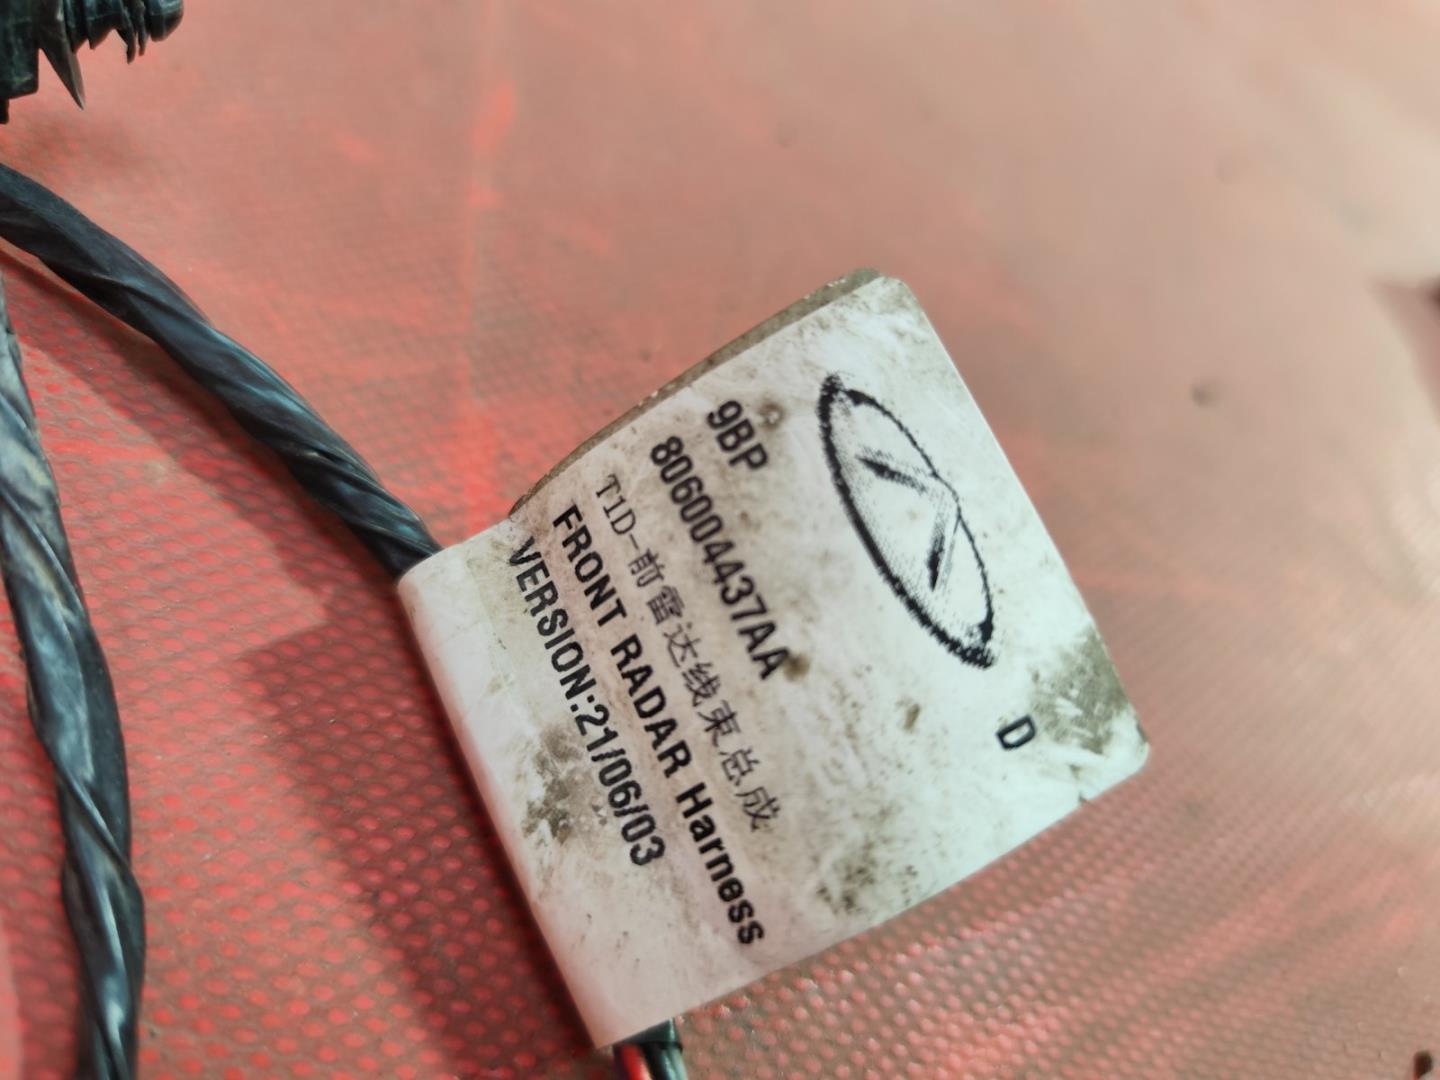 D
9BP
806004437AA
T1D-前雷达线束总成
FRONT RADAR Harness
VERSION:21/06/03